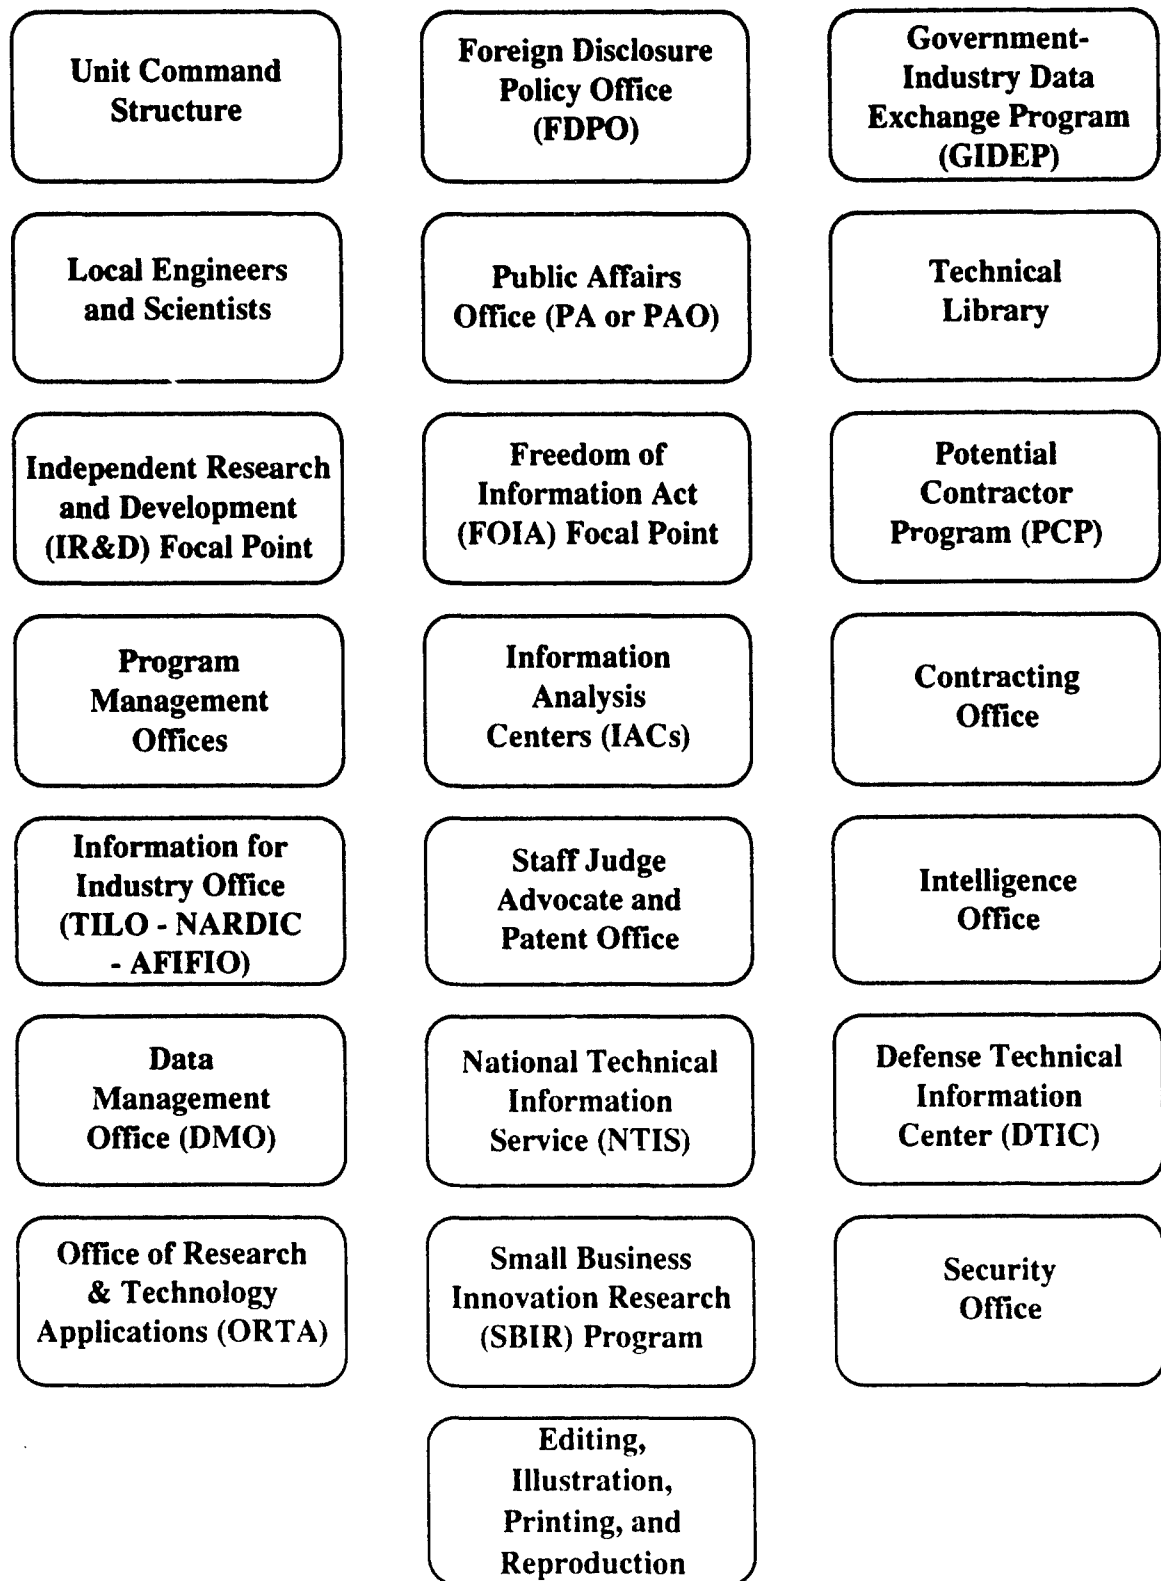 Unit Command
Structure
Foreign Disclosure
Policy Office
(FDPO)
Government-
Industry Data
Exchange Program
(GIDEP)
Local Engineers
and Scientists
Public Affairs
Office (PA or PAO)
Technical
Library
Independent Research
and Development
(IR&D) Focal Point
Freedom of
Information Act
(FOIA) Focal Point
Potential
Contractor
Program (PCP)
Program
Management
Offices
Information
Analysis
Centers (IACs)
Contracting
Office
Information for
Industry Office
(TILO - NARDIC
- AFIFIO)
Staff Judge
Advocate and
Patent Office
Intelligence
Office
Data
Management
Office (DMO)
National Technical
Information
Service (NTIS)
Defense Technical
Information
Center (DTIC)
Office of Research
& Technology
Applications (ORTA)
Small Business
Innovation Research
(SBIR) Program
Security
Office
Editing,
Illustration,
Printing, and
Reproduction